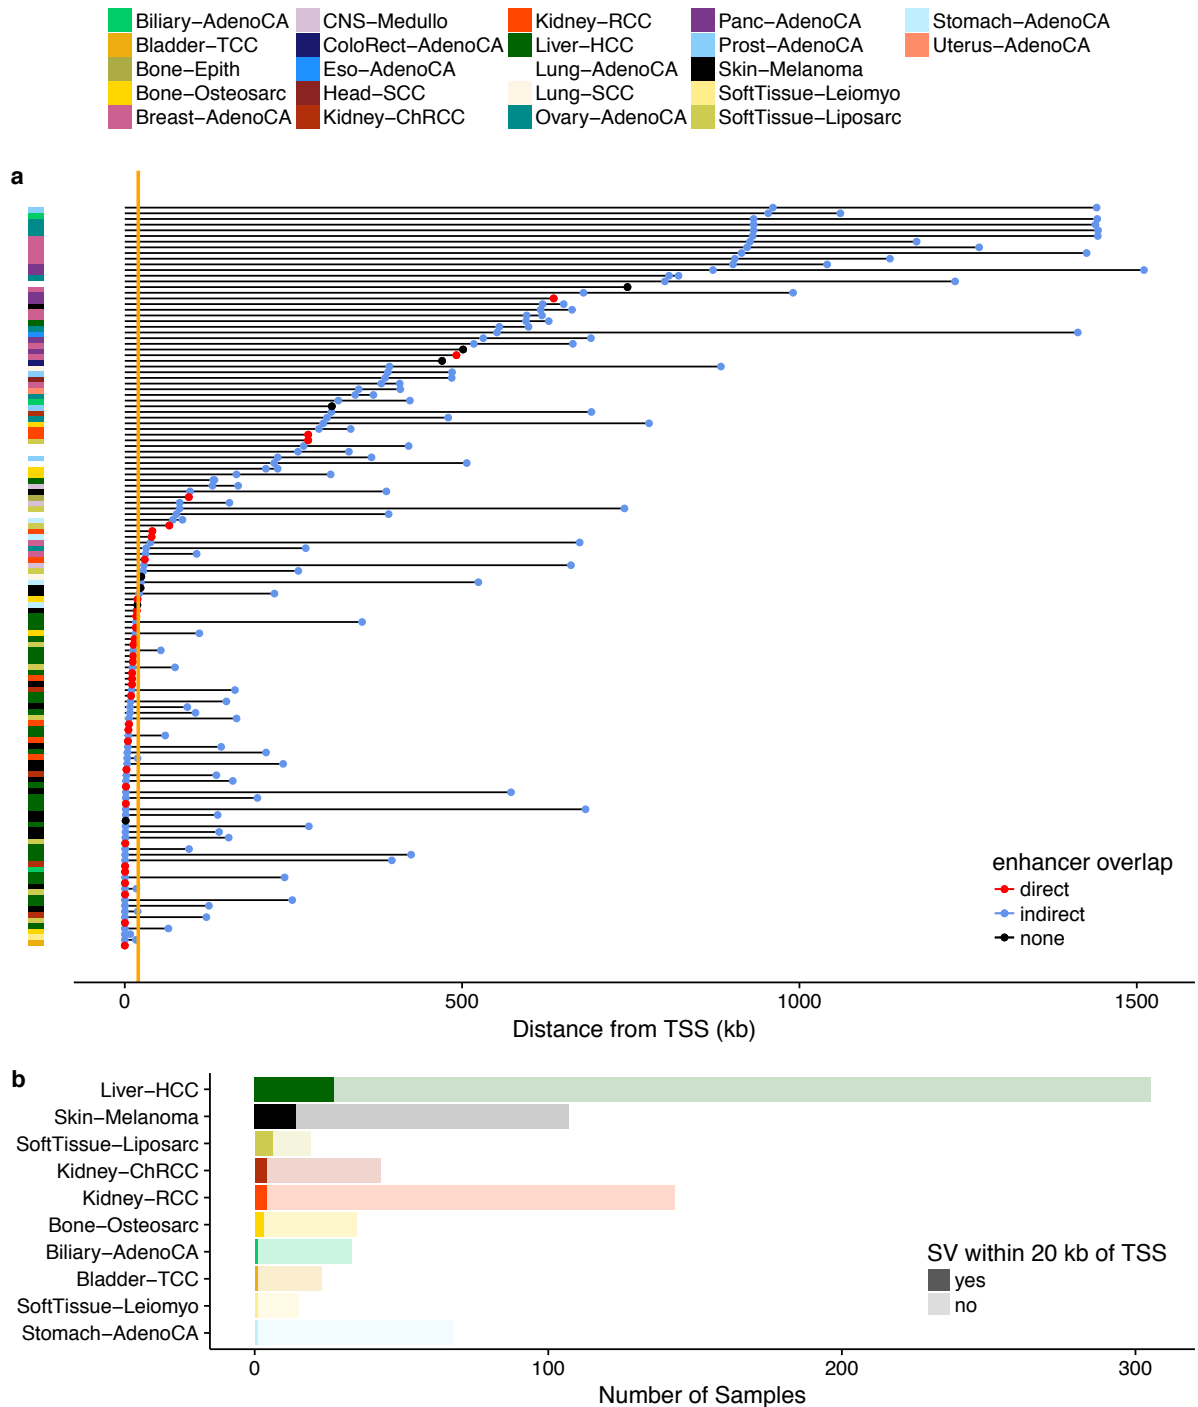 Biliary−AdenoCA CNS−Medullo Kidney−RCC Panc−AdenoCA Stomach−AdenoCA
Bladder−TCC ColoRect−AdenoCA Liver−HCC Prost−AdenoCA Uterus−AdenoCA
Bone−Epith Eso−AdenoCA Lung−AdenoCA Skin−Melanoma
Bone−Osteosarc Head−SCC Lung−SCC SoftTissue−Leiomyo
Breast−AdenoCA Kidney−ChRCC Ovary−AdenoCA SoftTissue−Liposarc
a
enhancer overlap
direct
indirect
none
0 500 1000 1500
Distance from TSS (kb)
b
Liver−HCC
Skin−Melanoma
SoftTissue−Liposarc
Kidney−ChRCC
Kidney−RCC
Bone−Osteosarc
Biliary−AdenoCA
Bladder−TCC
SoftTissue−Leiomyo
Stomach−AdenoCA
SV within 20 kb of TSS
yes
no
0 100 200 300
Number of Samples